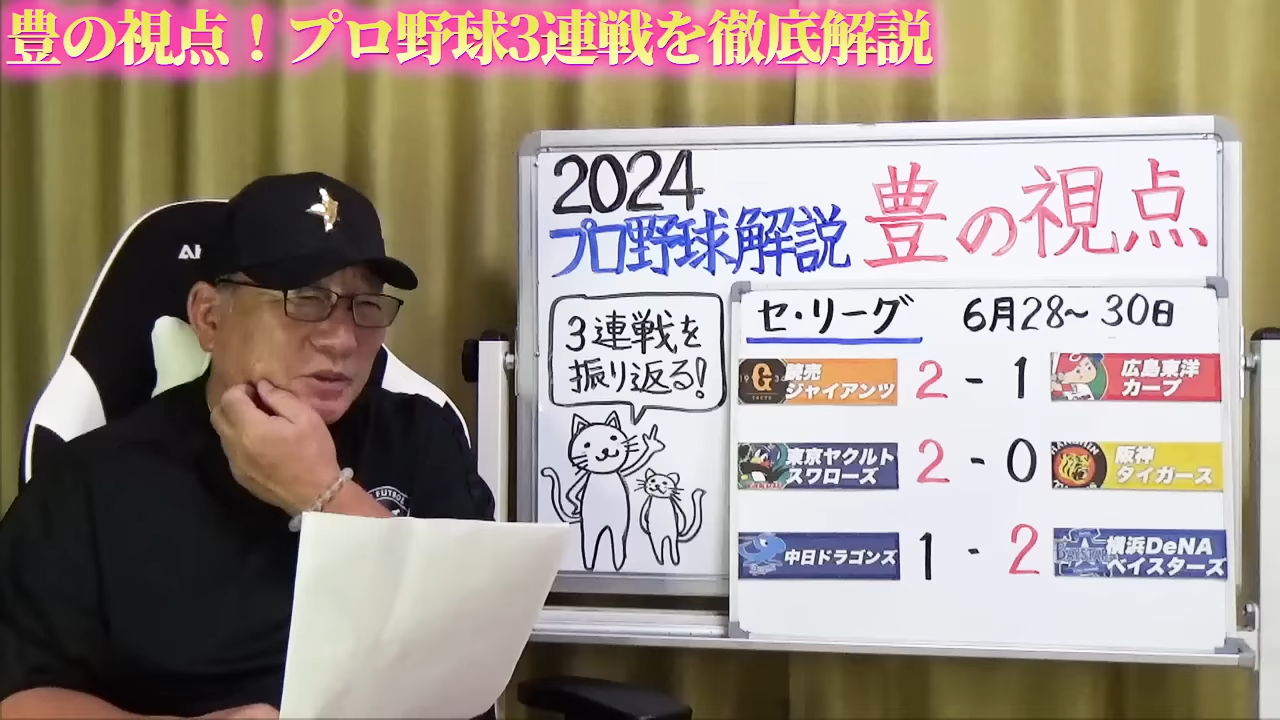 豊の視点！プロ野球3連戦を徹底解説
2024
プロ野球解説 豊の視点
3連戦を
振り返る!
セ・リーグ 6月28～30日
読売
ジャイアンツ
2 - 1
広島東洋
カープ
東京ヤクルト
スワローズ
2 - 0
阪神
タイガース
中日ドラゴンズ
1 - 2
横浜DeNA
ベイスターズ